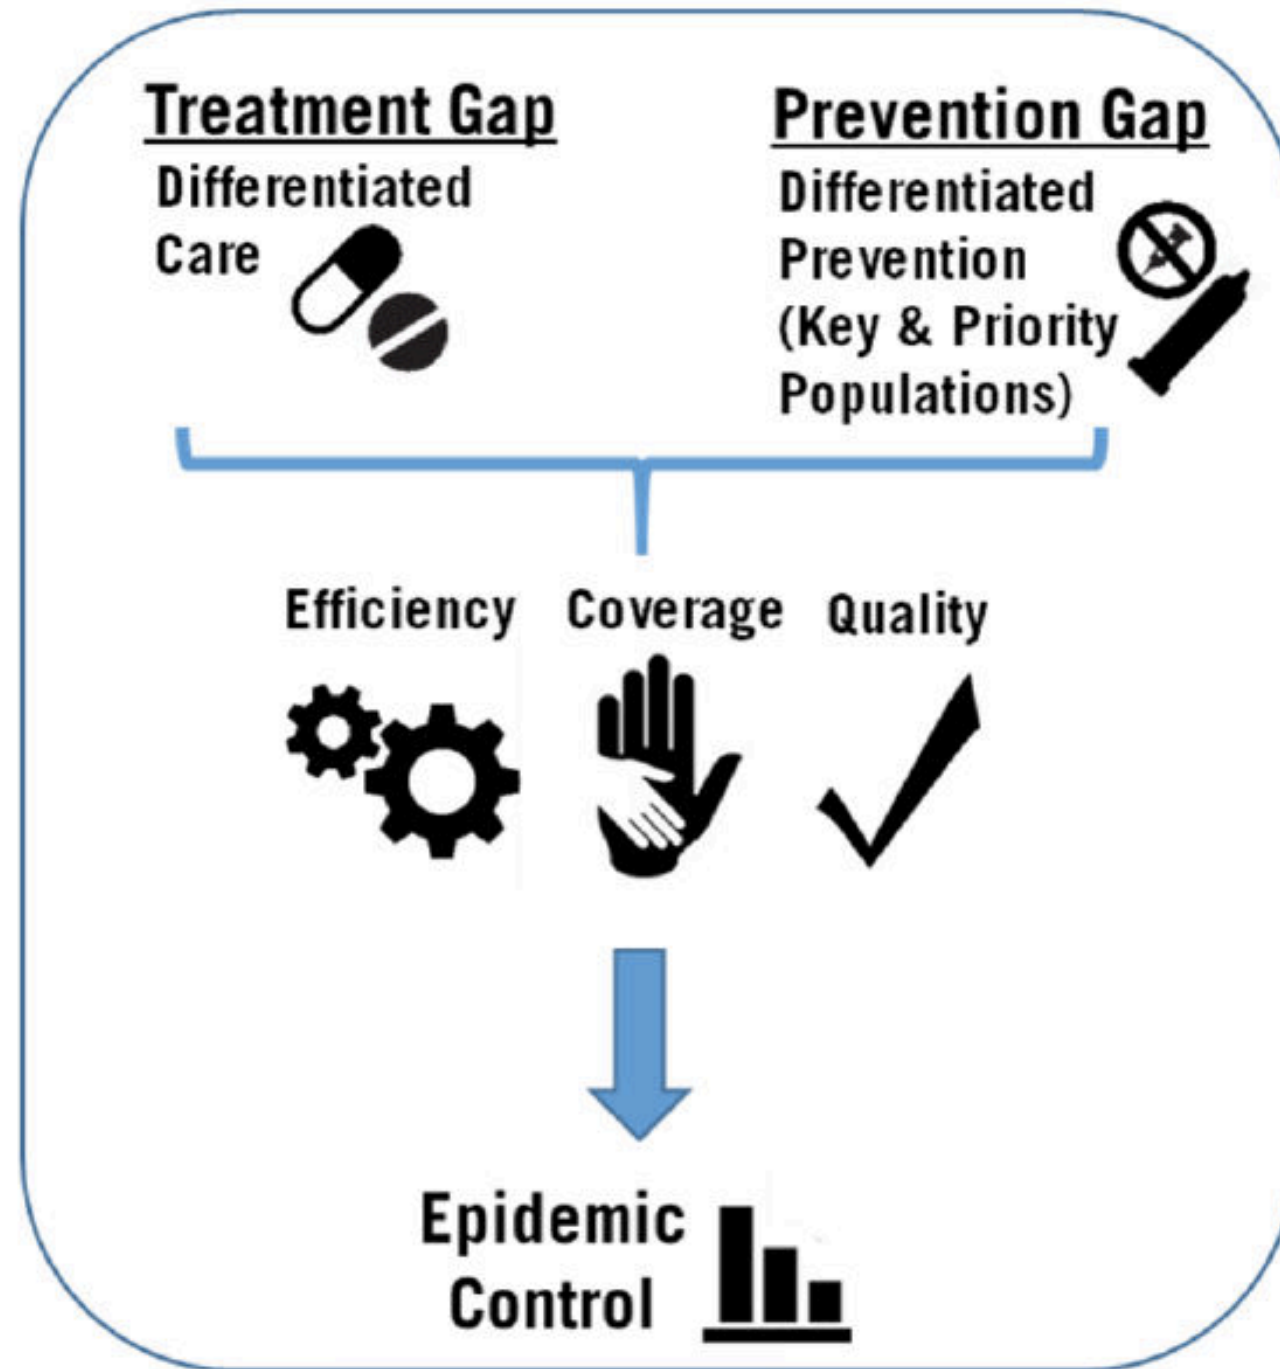 Treatment Gap
Differentiated
Care
Prevention Gap
Differentiated
Prevention
(Key & Priority
Populations)
Efficiency
Coverage
Quality
Epidemic
Control